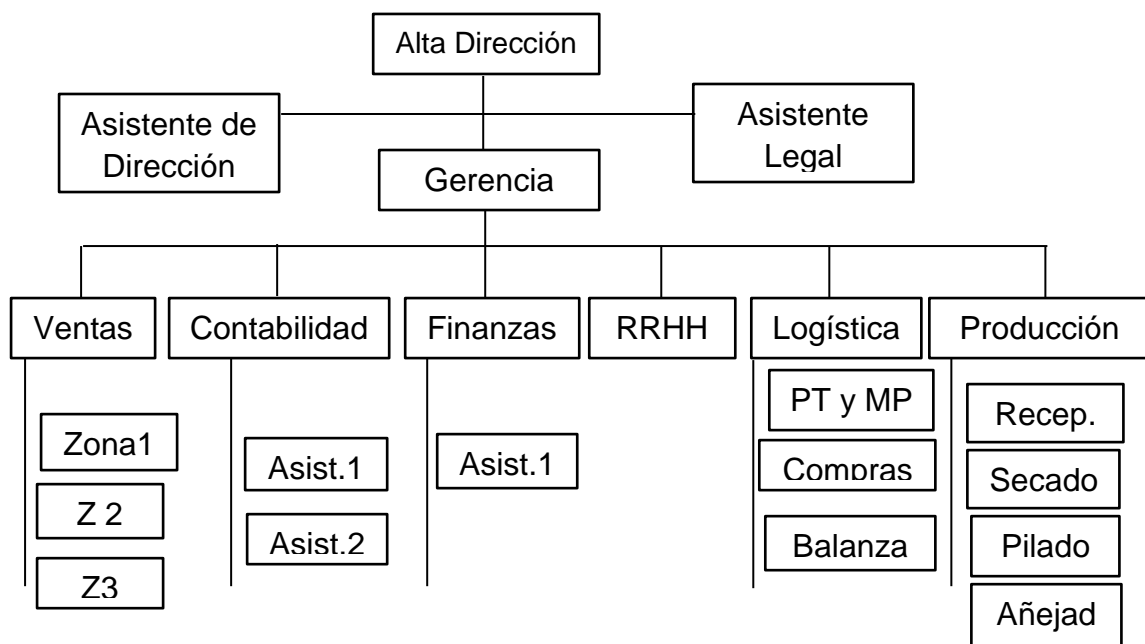 Alta Dirección
Asistente de
Dirección
Asistente
Legal
Gerencia
Ventas
Contabilidad
Finanzas
RRHH
Logística
Producción
Zona1
Z 2
Z3
Asist.1
Asist.2
Asist.1
PT y MP
Compras
Balanza
Recep.
Secado
Pilado
Añejad